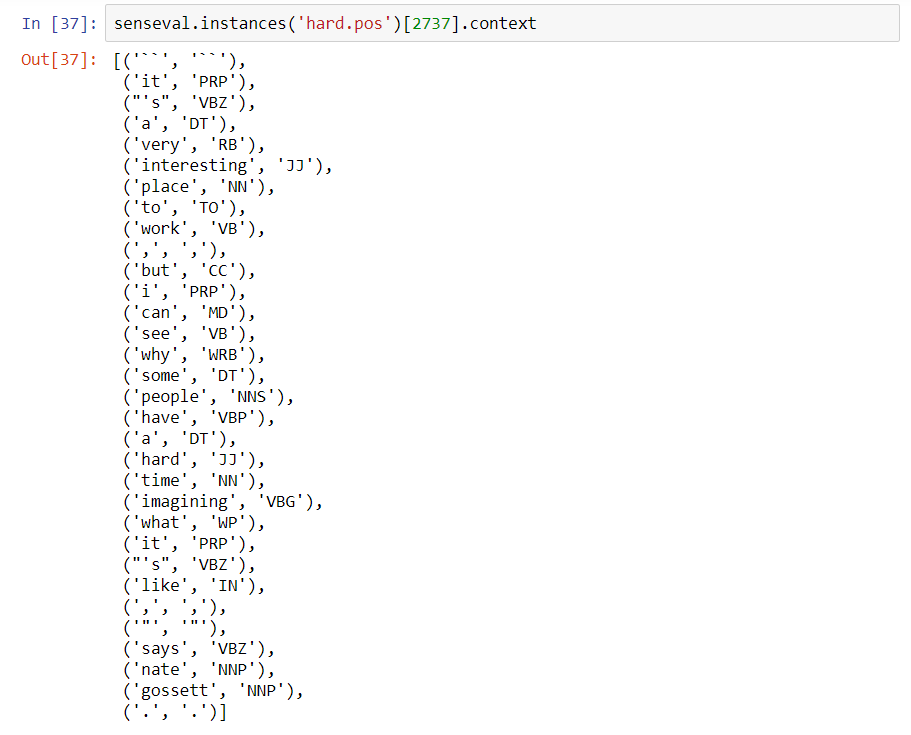 In [37]: senseval.instances('hard.pos')[2737].context
Out[37]: [('``', '``'),
('it', 'PRP'),
("'s", 'VBZ'),
('a', 'DT'),
('very', 'RB'),
('interesting', 'JJ'),
('place', 'NN'),
('to', 'TO'),
('work', 'VB'),
(',', ','),
('but', 'CC'),
('i', 'PRP'),
('can', 'MD'),
('see', 'VB'),
('why', 'WRB'),
('some', 'DT'),
('people', 'NNS'),
('have', 'VBP'),
('a', 'DT'),
('hard', 'JJ'),
('time', 'NN'),
('imagining', 'VBG'),
('what', 'WP'),
('it', 'PRP'),
("'s", 'VBZ'),
('like', 'IN'),
(',', ','),
('"', '"'),
('says', 'VBZ'),
('nate', 'NNP'),
('gossett', 'NNP'),
('.', '.')]